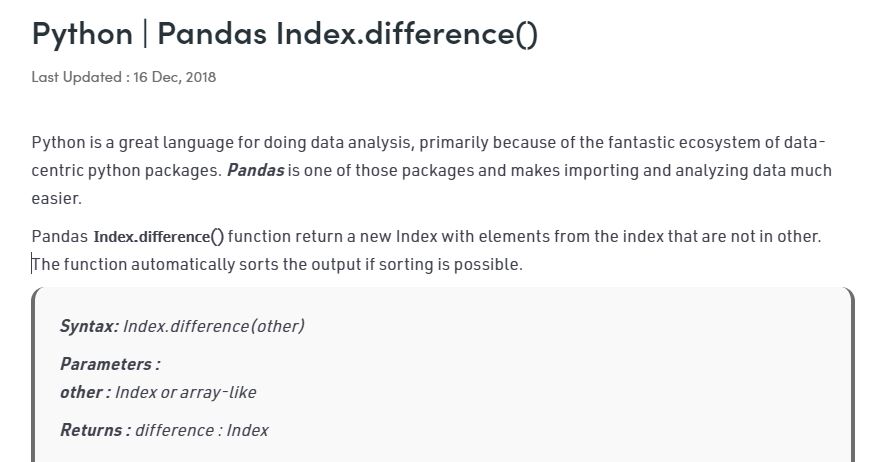 Python | Pandas Index.difference()
Last Updated : 16 Dec, 2018
Python is a great language for doing data analysis, primarily because of the fantastic ecosystem of data-
centric python packages. Pandas is one of those packages and makes importing and analyzing data much
easier.
Pandas Index.difference() function return a new Index with elements from the index that are not in other.
The function automatically sorts the output if sorting is possible.
Syntax: Index.difference(other)
Parameters :
other : Index or array-like
Returns : difference : Index